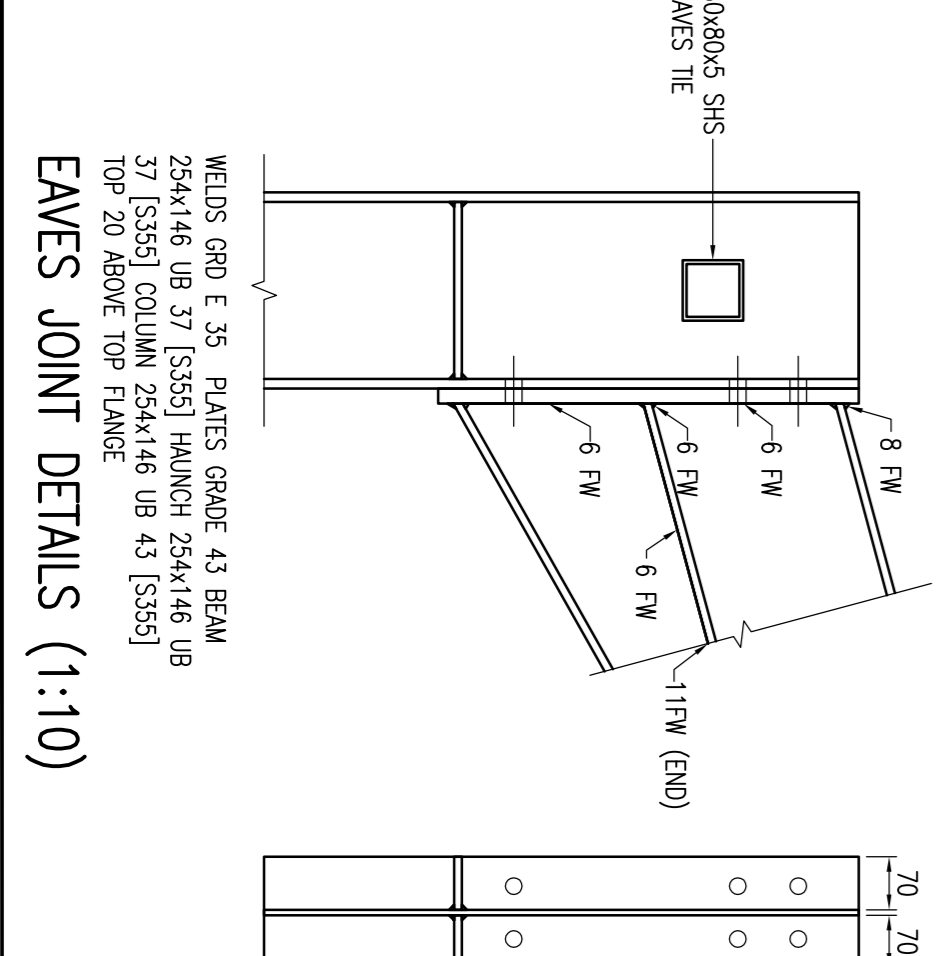 x80x5 SHS
AVES TIE
8 FW
6 FW
6 FW
6 FW
6 FW
11FW (END)
WELDS GRD E 35 PLATES GRADE 43 BEAM
254x146 UB 37 [S355] HAUNCH 254x146 UB
37 [S355] COLUMN 254x146 UB 43 [S355]
TOP 20 ABOVE TOP FLANGE
EAVES JOINT DETAILS (1:10)
70
70